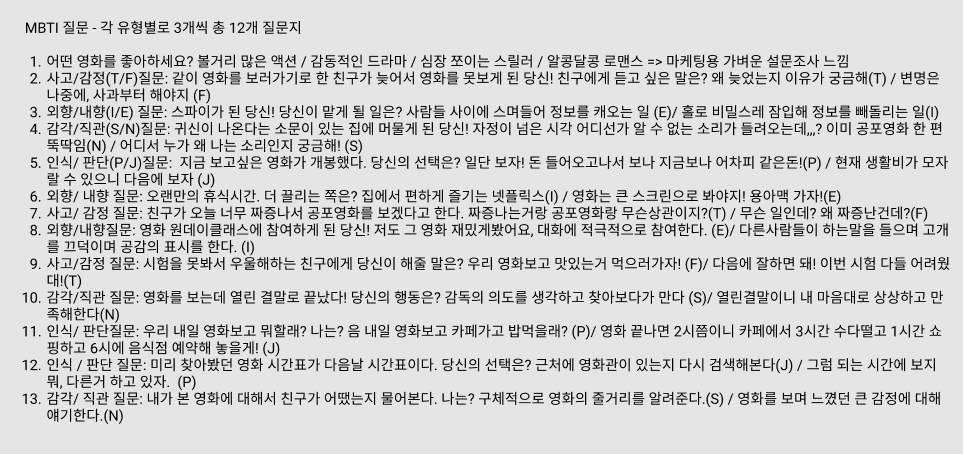 MBTI 질문 - 각 유형별로 3개씩 총 12개 질문지
1. 어떤 영화를 좋아하세요? 볼거리 많은 액션 / 감동적인 드라마 / 심장 쪼이는 스릴러 / 알콩달콩 로맨스 => 마케팅용 가벼운 설문조사 느낌
2. 사고/감정(T/F)질문: 같이 영화를 보러가기로 한 친구가 늦어서 영화를 못보게 된 당신! 친구에게 듣고 싶은 말은? 왜 늦었는지 이유가 궁금해(T) / 변명은
나중에, 사과부터 해야지 (F)
3. 외향/내향(I/E) 질문: 스파이가 된 당신! 당신이 맡게 될 일은? 사람들 사이에 스며들어 정보를 캐오는 일 (E)/ 홀로 비밀스레 잠입해 정보를 빼돌리는 일(I)
4. 감각/직관(S/N)질문: 귀신이 나온다는 소문이 있는 집에 머물게 된 당신! 자정이 넘은 시각 어디선가 알 수 없는 소리가 들려오는데,,,? 이미 공포영화 한 편
뚝딱임(N) / 어디서 누가 왜 나는 소리인지 궁금해! (S)
5. 인식/ 판단(P/J)질문: 지금 보고싶은 영화가 개봉했다. 당신의 선택은? 일단 보자! 돈 들어오고나서 보나 지금보나 어차피 같은돈!(P) / 현재 생활비가 모자
랄 수 있으니 다음에 보자 (J)
6. 외향/ 내향 질문: 오랜만의 휴식시간. 더 끌리는 쪽은? 집에서 편하게 즐기는 넷플릭스(I) / 영화는 큰 스크린으로 봐야지! 용아맥 가자!(E)
7. 사고/ 감정 질문: 친구가 오늘 너무 짜증나서 공포영화를 보겠다고 한다. 짜증나는거랑 공포영화랑 무슨상관이지?(T) / 무슨 일인데? 왜 짜증난건데?(F)
8. 외향/내향질문: 영화 원데이클래스에 참여하게 된 당신! 저도 그 영화 재밌게봤어요, 대화에 적극적으로 참여한다. (E)/ 다른사람들이 하는말을 들으며 고개
를 끄덕이며 공감의 표시를 한다. (I)
9. 사고/감정 질문: 시험을 못봐서 우울해하는 친구에게 당신이 해줄 말은? 우리 영화보고 맛있는거 먹으러가자! (F)/ 다음에 잘하면 돼! 이번 시험 다들 어려웠
대!(T)
10. 감각/직관 질문: 영화를 보는데 열린 결말로 끝났다! 당신의 행동은? 감독의 의도를 생각하고 찾아보다가 만다 (S)/ 열린결말이니 내 마음대로 상상하고 만
족해한다(N)
11. 인식/ 판단질문: 우리 내일 영화보고 뭐할래? 나는? 음 내일 영화보고 카페가고 밥먹을래? (P)/ 영화 끝나면 2시쯤이니 카페에서 3시간 수다떨고 1시간 쇼
핑하고 6시에 음식점 예약해 놓을게! (J)
12. 인식 / 판단 질문: 미리 찾아봤던 영화 시간표가 다음날 시간표이다. 당신의 선택은? 근처에 영화관이 있는지 다시 검색해본다(J) / 그럼 되는 시간에 보지
뭐, 다른거 하고 있자. (P)
13. 감각/ 직관 질문: 내가 본 영화에 대해서 친구가 어땠는지 물어본다. 나는? 구체적으로 영화의 줄거리를 알려준다.(S) / 영화를 보며 느꼈던 큰 감정에 대해
얘기한다.(N)